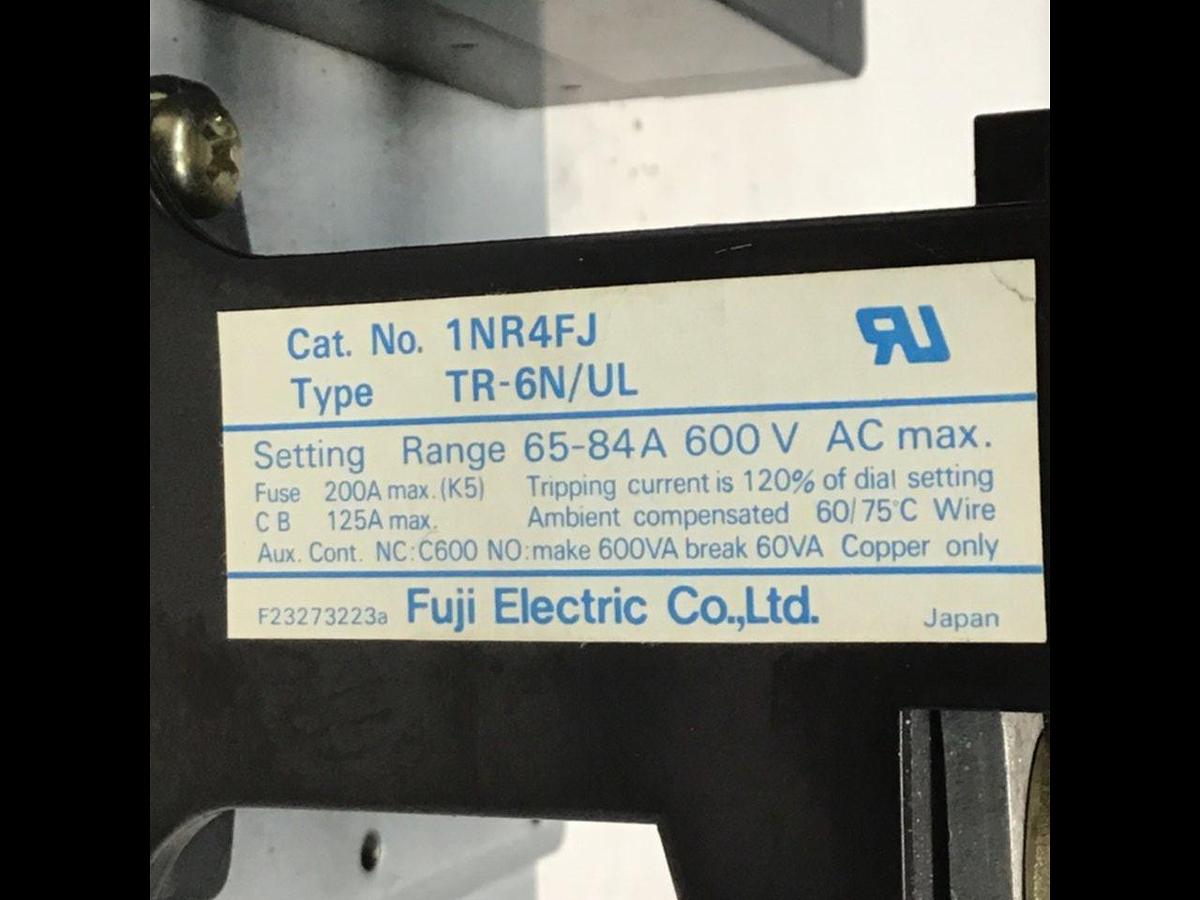 Cat. No. 1NR4FJ
Type TR-6N/UL
RU
Setting Range 65-84A 600V AC max.
Fuse 200A max. (K5) Tripping current is 120% of dial setting
CB 125A max. Ambient compensated 60/75°C Wire
Aux. Cont. NC:C600 NO:make 600VA break 60VA Copper only
F23273223a Fuji Electric Co.,Ltd. Japan